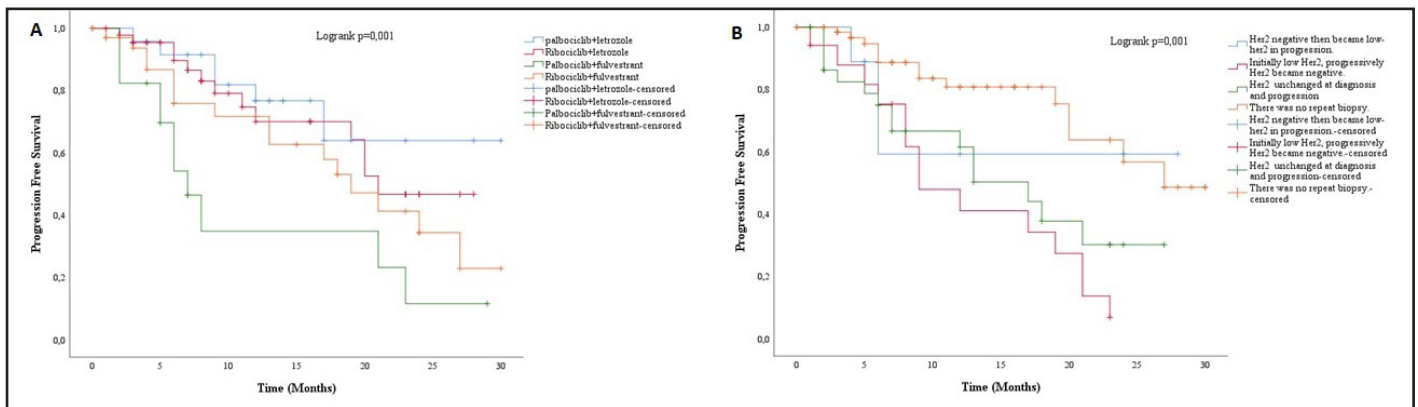 A
Logrank p=0,001
Progression Free Survival
1,0
0,8
0,6
0,4
0,2
0,0
0
5
10
15
20
25
30
Time (Months)
palbociclib+letrozole
Ribociclib+letrozole
Palbociclib+fulvestrant
Ribociclib+fulvestrant
palbociclib+letrozole-censored
Ribociclib+letrozole-censored
Palbociclib+fulvestrant-censored
Ribociclib+fulvestrant-censored
B
Logrank p=0,001
Progression Free Survival
1,0
0,8
0,6
0,4
0,2
0,0
0
5
10
15
20
25
30
Time (Months)
Her2 negative then became low-
her2 in progression.
Initially low Her2, progressively
Her2 became negative.
Her2 unchanged at diagnosis
and progression
There was no repeat biopsy.
Her2 negative then became low-
her2 in progression.-censored
Initially low Her2, progressively
Her2 became negative.-censored
Her2 unchanged at diagnosis
and progression-censored
There was no repeat biopsy.-
censored